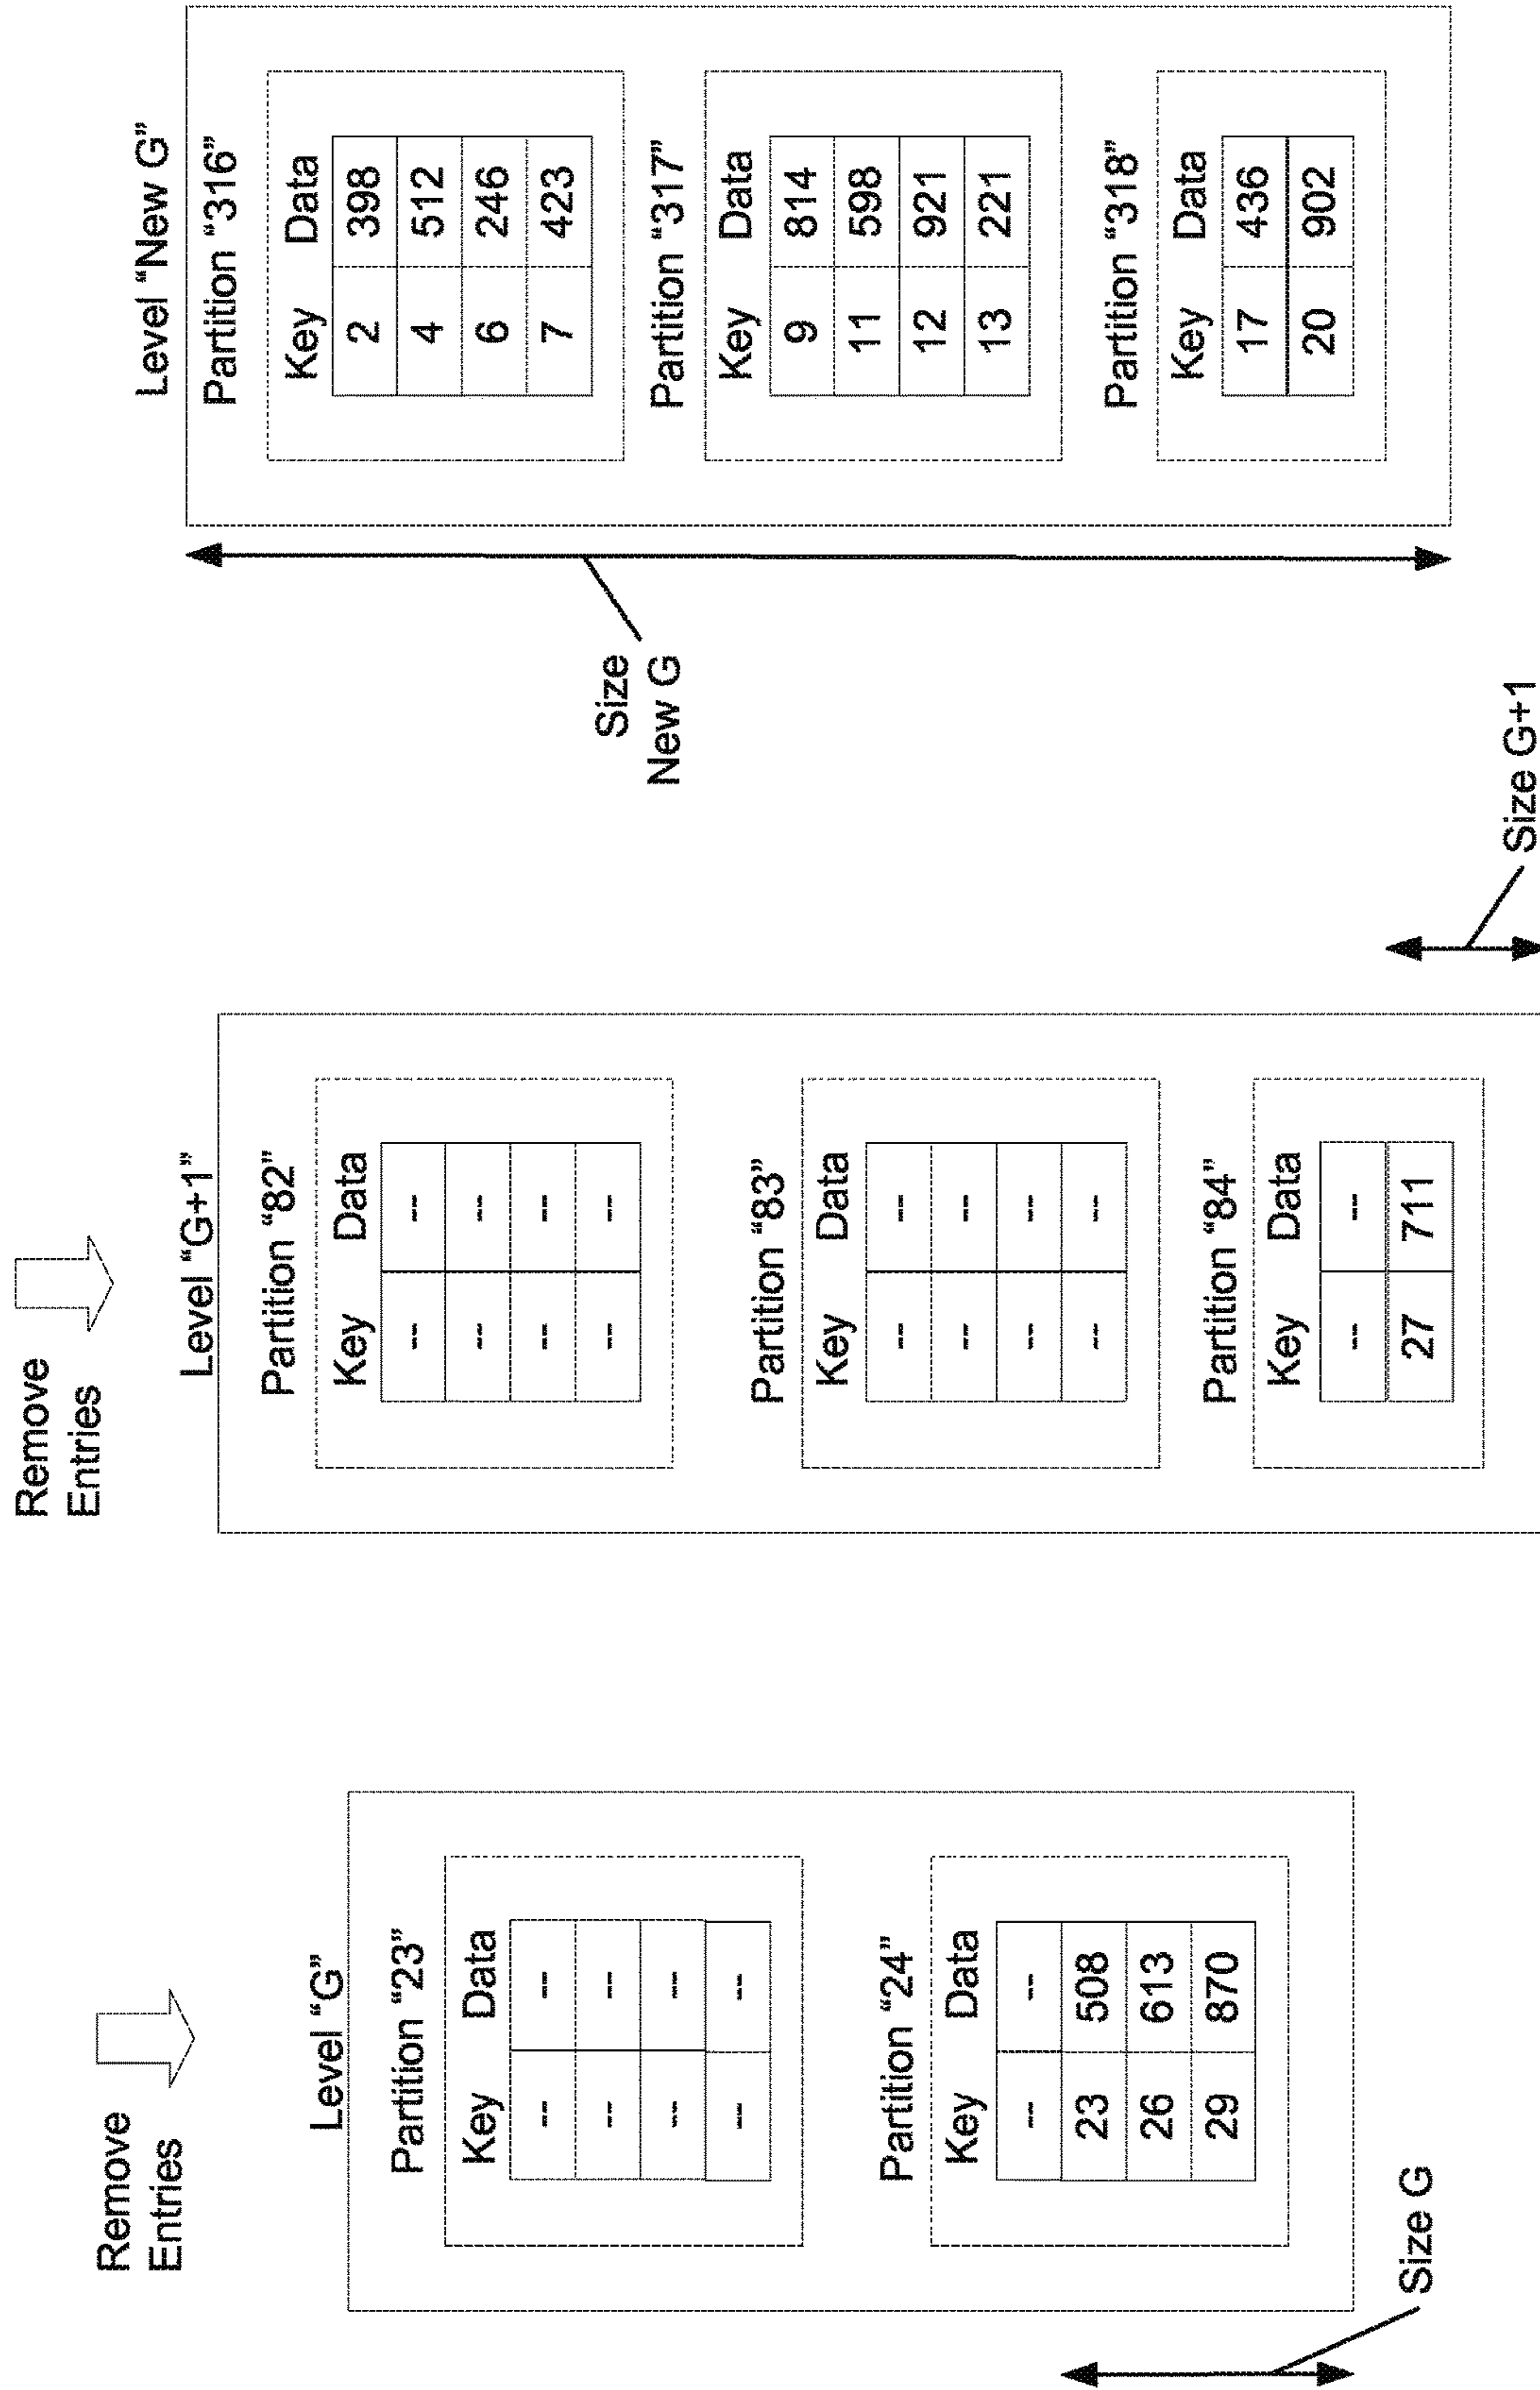 Remove
Entries
Level “G”
Partition “23”
Key Data
-- --
-- --
-- --
-- --
Partition “24”
Key Data
-- --
23 508
26 613
29 870
Size G
Remove
Entries
Level “G+1”
Partition “82”
Key Data
-- --
-- --
-- --
-- --
Partition “83”
Key Data
-- --
-- --
-- --
-- --
Partition “84”
Key Data
-- --
27 711
Size G+1
Level “New G”
Partition “316”
Key Data
2 398
4 512
6 246
7 423
Partition “317”
Key Data
9 814
11 598
12 921
13 221
Partition “318”
Key Data
17 436
20 902
Size
New G